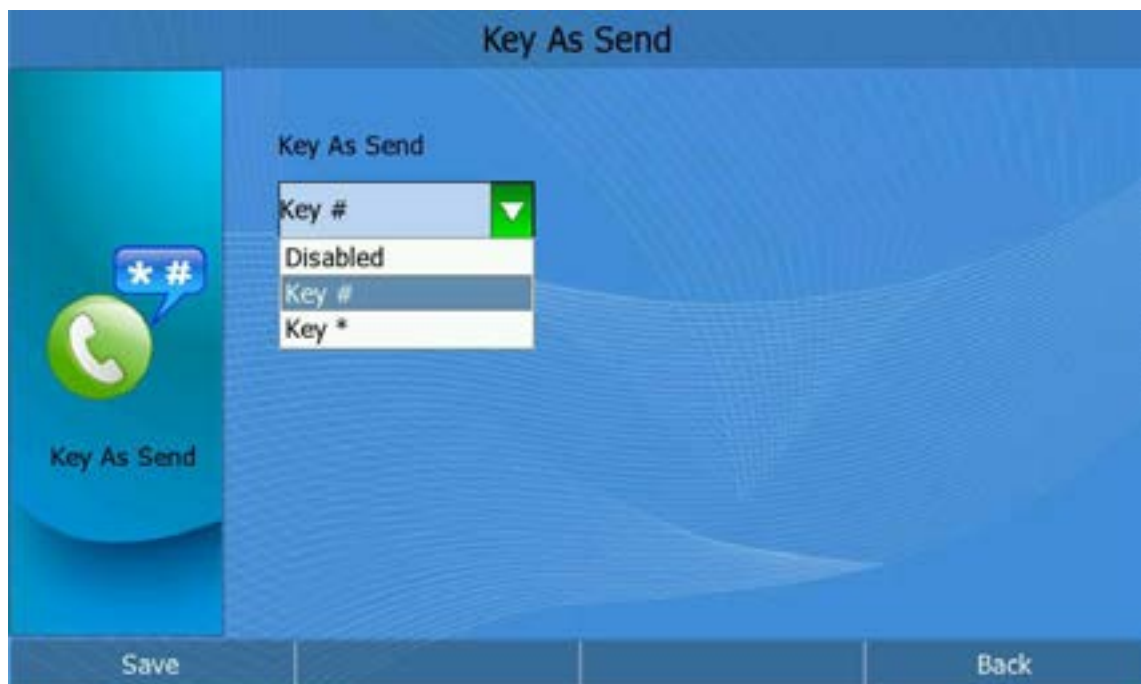 Key As Send
Key As Send
Key #
Disabled
Key #
Key *
* #
Key As Send
Save
Back